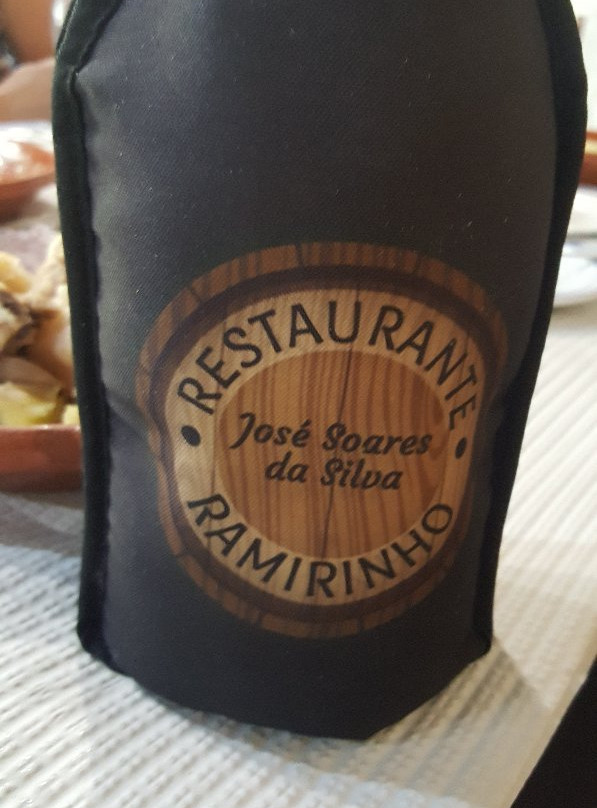 RESTAURANTE
José Soares
da Silva
RAMIRINHO